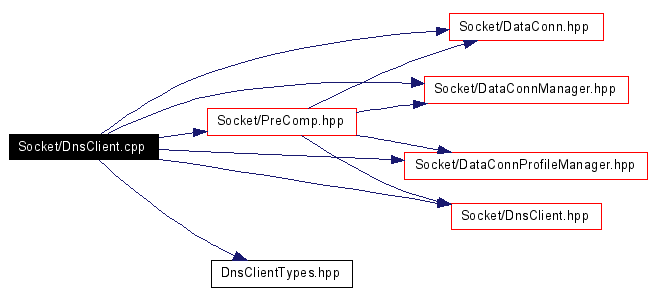 Socket/DataConn.hpp
Socket/DataConnManager.hpp
Socket/PreComp.hpp
Socket/DnsClient.cpp
Socket/DataConnProfileManager.hpp
Socket/DnsClient.hpp
DnsClientTypes.hpp